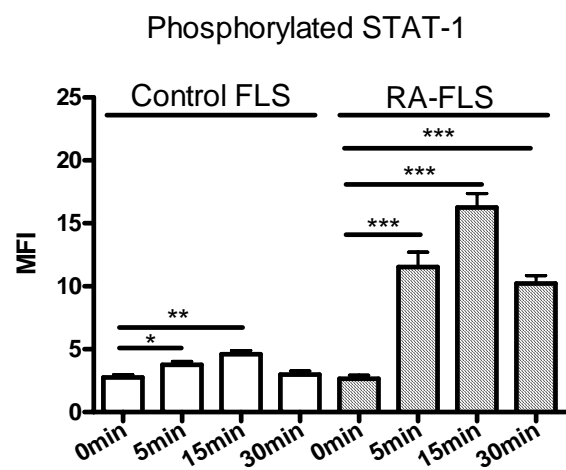 Phosphorylated STAT-1
Control FLS RA-FLS
MFI
25
20
15
10
5
0
***
***
***
**
*
0min 5min 15min 30min 0min 5min 15min 30min